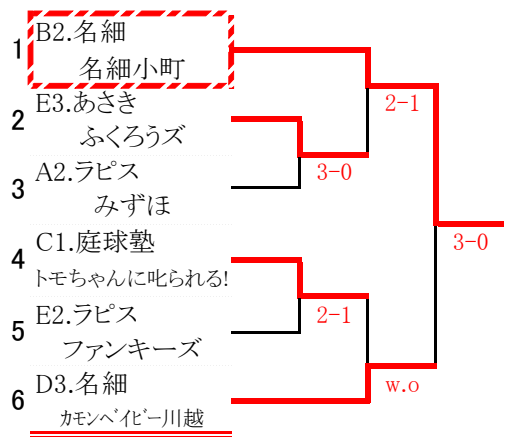 1 B2.名細
名細小町
2-1
2 E3.あさき
ふくろうズ
3-0
3 A2.ラピス
みずほ
3-0
4 C1.庭球塾
トモちゃんに叱られる!
2-1
5 E2.ラピス
ファンキーズ
6 D3.名細
カモンベイビー川越
w.o